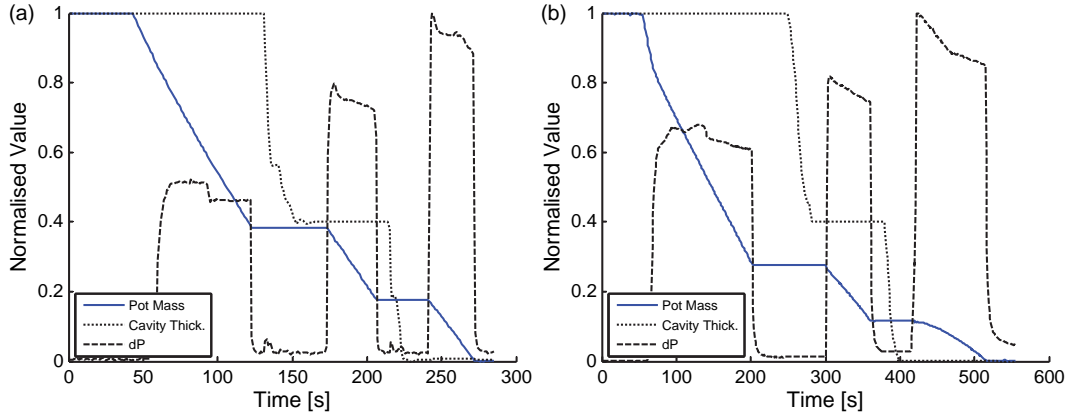 (a)
Normalised Value
1
0.8
0.6
0.4
0.2
0
Pot Mass
Cavity Thick.
dP
0 50 100 150 200 250 300
Time [s]
(b)
Normalised Value
1
0.8
0.6
0.4
0.2
0
Pot Mass
Cavity Thick.
dP
0 100 200 300 400 500 600
Time [s]